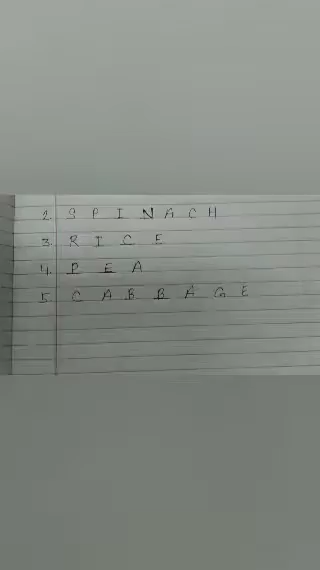 2. S P I N A C H
3. R I C E
4. P E A
5. C A B B A G E